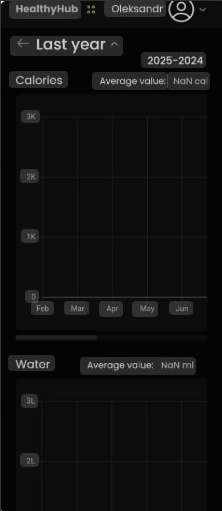 HealthyHub Oleksandr
Last year
2025-2024
Calories Average value: NaN cal
3K
2K
1K
0
Feb Mar Apr May Jun
Water Average value: NaN ml
3L
2L